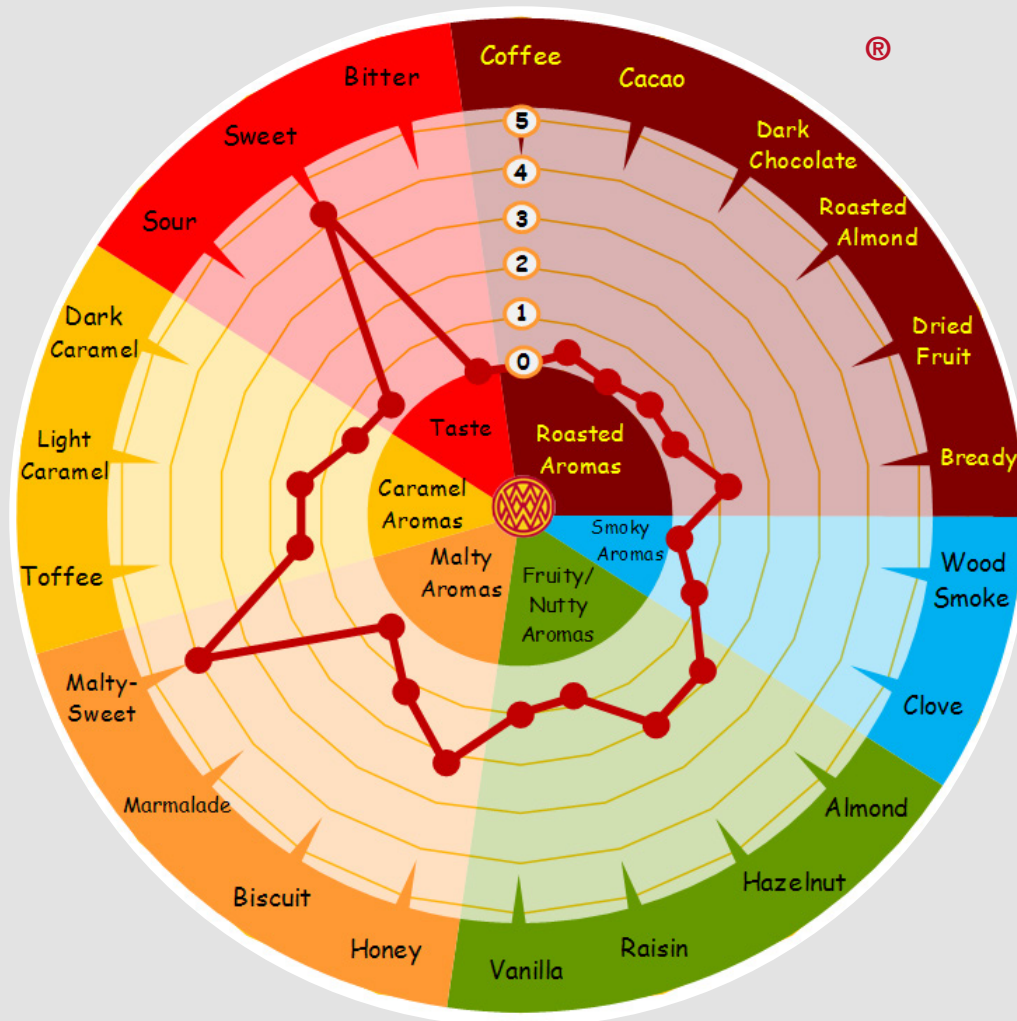 ®
Coffee
Cacao
Dark
Chocolate
Roasted
Almond
Dried
Fruit
Bready
Wood
Smoke
Clove
Almond
Hazelnut
Raisin
Vanilla
Honey
Biscuit
Marmalade
Malty-
Sweet
Toffee
Light
Caramel
Dark
Caramel
Sour
Sweet
Bitter
5
4
3
2
1
0
Taste
Roasted
Aromas
Smoky
Aromas
Fruity/
Nutty
Aromas
Malty
Aromas
Caramel
Aromas